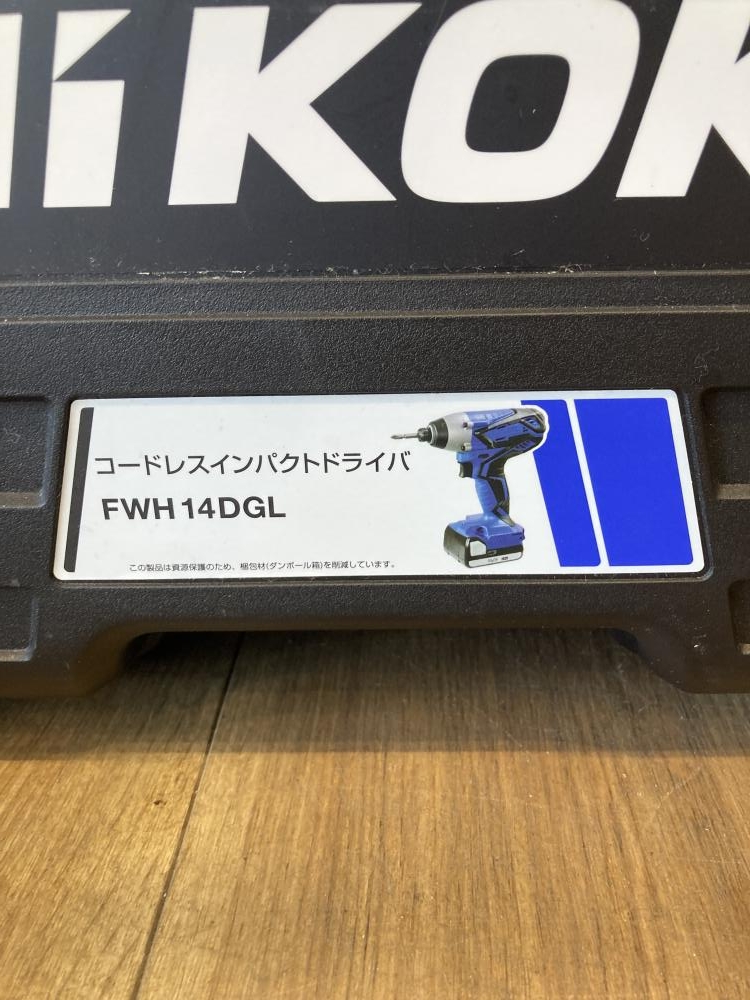 HiKOK
コードレスインパクトドライバ
FWH14DGL
この製品は資源保護のため、梱包材(ダンボール箱)を削減しています。